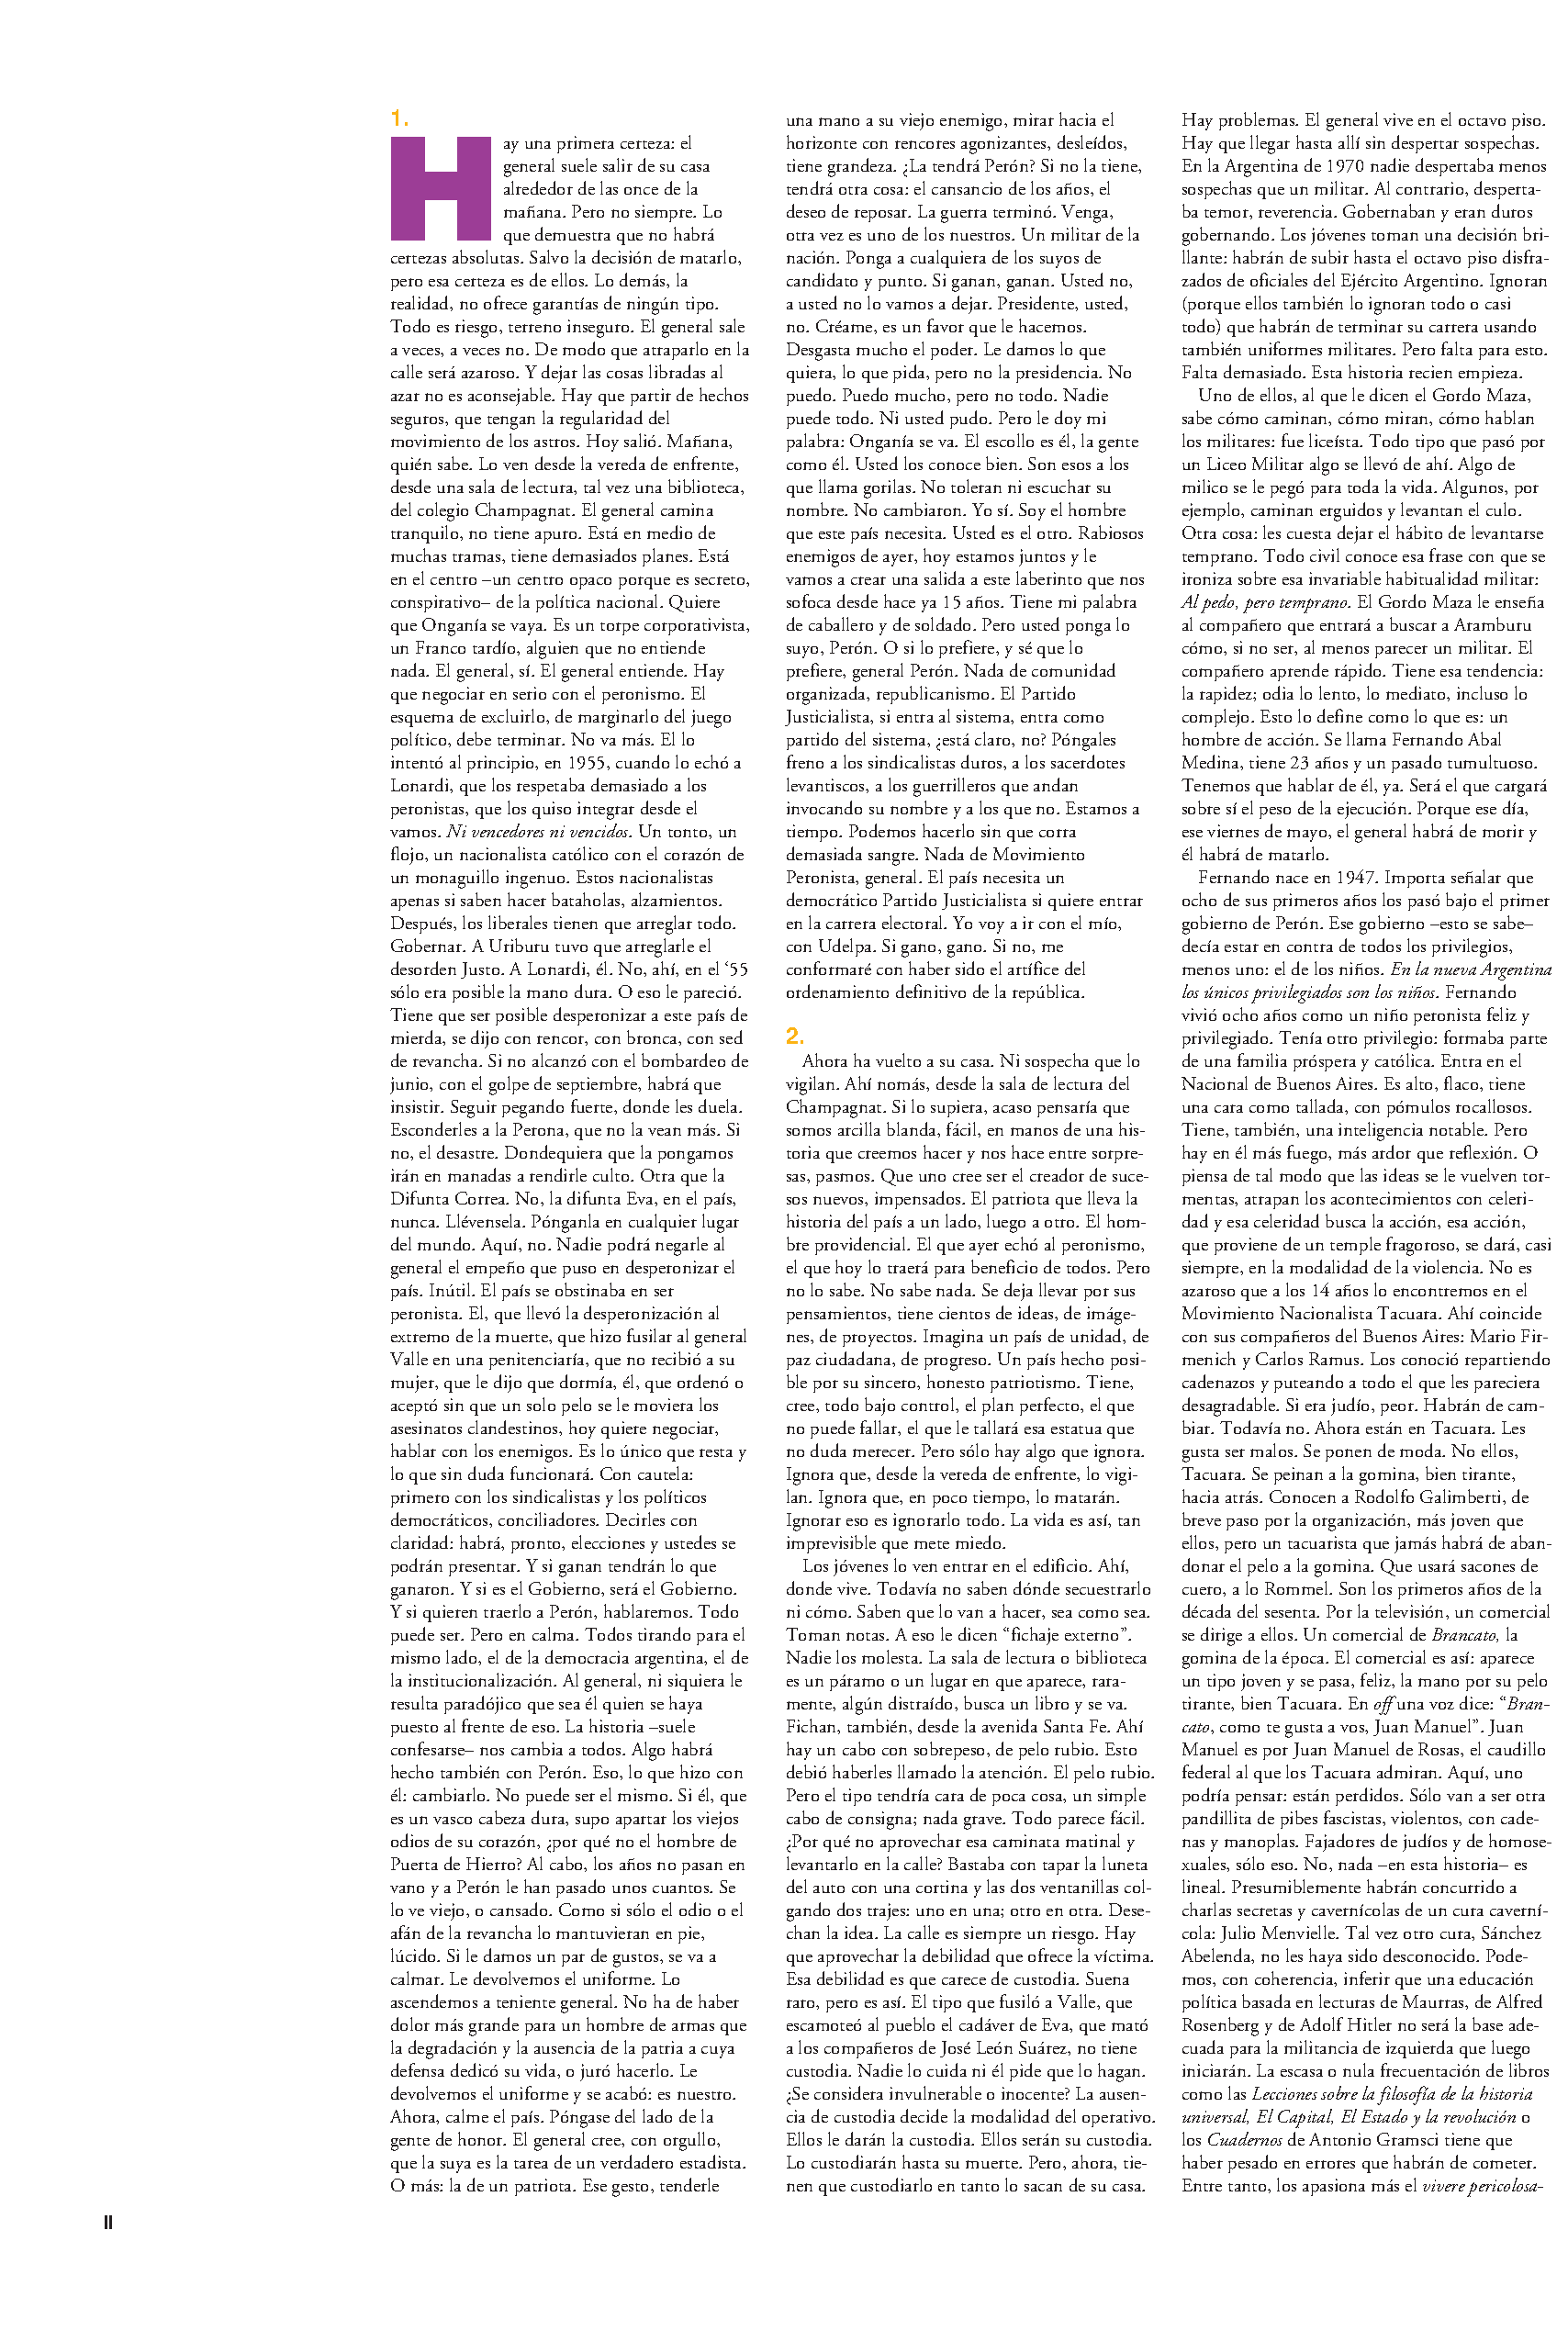 1.
Hay una primera certeza: el
general suele salir de su casa
alrededor de las once de la
mañana. Pero no siempre. Lo
que demuestra que no habrá
certezas absolutas. Salvo la decisión de matarlo,
pero esa certeza es de ellos. Lo demás, la
realidad, no ofrece garantías de ningún tipo.
Todo es riesgo, terreno inseguro. El general sale
a veces, a veces no. De modo que atraparlo en la
calle será azaroso. Y dejar las cosas libradas al
azar no es aconsejable. Hay que partir de hechos
seguros, que tengan la regularidad del
movimiento de los astros. Hoy salió. Mañana,
quién sabe. Lo ven desde la vereda de enfrente,
desde una sala de lectura, tal vez una biblioteca,
del colegio Champagnat. El general camina
tranquilo, no tiene apuro. Está en medio de
muchas tramas, tiene demasiados planes. Está
en el centro –un centro opaco porque es secreto,
conspirativo– de la política nacional. Quiere
que Onganía se vaya. Es un torpe corporativista,
un Franco tardío, alguien que no entiende
nada. El general, sí. El general entiende. Hay
que negociar en serio con el peronismo. El
esquema de excluirlo, de marginarlo del juego
político, debe terminar. No va más. El lo
intentó al principio, en 1955, cuando lo echó a
Lonardi, que los respetaba demasiado a los
peronistas, que los quiso integrar desde el
vamos. Ni vencedores ni vencidos. Un tonto, un
flojo, un nacionalista católico con el corazón de
un monaguillo ingenuo. Estos nacionalistas
apenas si saben hacer bataholas, alzamientos.
Después, los liberales tienen que arreglar todo.
Gobernar. A Uriburu tuvo que arreglarle el
desorden Justo. A Lonardi, él. No, ahí, en el ‘55
sólo era posible la mano dura. O eso le pareció.
Tiene que ser posible desperonizar a este país de
mierda, se dijo con rencor, con bronca, con sed
de revancha. Si no alcanzó con el bombardeo de
junio, con el golpe de septiembre, habrá que
insistir. Seguir pegando fuerte, donde les duela.
Esconderles a la Perona, que no la vean más. Si
no, el desastre. Dondequiera que la pongamos
irán en manadas a rendirle culto. Otra que la
Difunta Correa. No, la difunta Eva, en el país,
nunca. Llévensela. Pónganla en cualquier lugar
del mundo. Aquí, no. Nadie podrá negarle al
general el empeño que puso en desperonizar el
país. Inútil. El país se obstinaba en ser
peronista. El, que llevó la desperonización al
extremo de la muerte, que hizo fusilar al general
Valle en una penitenciaría, que no recibió a su
mujer, que le dijo que dormía, él, que ordenó o
aceptó sin que un solo pelo se le moviera los
asesinatos clandestinos, hoy quiere negociar,
hablar con los enemigos. Es lo único que resta y
lo que sin duda funcionará. Con cautela:
primero con los sindicalistas y los políticos
democráticos, conciliadores. Decirles con
claridad: habrá, pronto, elecciones y ustedes se
podrán presentar. Y si ganan tendrán lo que
ganaron. Y si es el Gobierno, será el Gobierno.
Y si quieren traerlo a Perón, hablaremos. Todo
puede ser. Pero en calma. Todos tirando para el
mismo lado, el de la democracia argentina, el de
la institucionalización. Al general, ni siquiera le
resulta paradójico que sea él quien se haya
puesto al frente de eso. La historia –suele
confesarse– nos cambia a todos. Algo habrá
hecho también con Perón. Eso, lo que hizo con
él: cambiarlo. No puede ser el mismo. Si él, que
es un vasco cabeza dura, supo apartar los viejos
odios de su corazón, ¿por qué no el hombre de
Puerta de Hierro? Al cabo, los años no pasan en
vano y a Perón le han pasado unos cuantos. Se
lo ve viejo, o cansado. Como si sólo el odio o el
afán de la revancha lo mantuvieran en pie,
lúcido. Si le damos un par de gustos, se va a
calmar. Le devolvemos el uniforme. Lo
ascendemos a teniente general. No ha de haber
dolor más grande para un hombre de armas que
la degradación y la ausencia de la patria a cuya
defensa dedicó su vida, o juró hacerlo. Le
devolvemos el uniforme y se acabó: es nuestro.
Ahora, calme el país. Póngase del lado de la
gente de honor. El general cree, con orgullo,
que la suya es la tarea de un verdadero estadista.
O más: la de un patriota. Ese gesto, tenderle
una mano a su viejo enemigo, mirar hacia el
horizonte con rencores agonizantes, desleídos,
tiene grandeza. ¿La tendrá Perón? Si no la tiene,
tendrá otra cosa: el cansancio de los años, el
deseo de reposar. La guerra terminó. Venga,
otra vez es uno de los nuestros. Un militar de la
nación. Ponga a cualquiera de los suyos de
candidato y punto. Si ganan, ganan. Usted no,
a usted no lo vamos a dejar. Presidente, usted,
no. Créame, es un favor que le hacemos.
Desgasta mucho el poder. Le damos lo que
quiera, lo que pida, pero no la presidencia. No
puedo. Puedo mucho, pero no todo. Nadie
puede todo. Ni usted pudo. Pero le doy mi
palabra: Onganía se va. El escollo es él, la gente
como él. Usted los conoce bien. Son esos a los
que llama gorilas. No toleran ni escuchar su
nombre. No cambiaron. Yo sí. Soy el hombre
que este país necesita. Usted es el otro. Rabiosos
enemigos de ayer, hoy estamos juntos y le
vamos a crear una salida a este laberinto que nos
sofoca desde hace ya 15 años. Tiene mi palabra
de caballero y de soldado. Pero usted ponga lo
suyo, Perón. O si lo prefiere, y sé que lo
prefiere, general Perón. Nada de comunidad
organizada, republicanismo. El Partido
Justicialista, si entra al sistema, entra como
partido del sistema, ¿está claro, no? Póngales
freno a los sindicalistas duros, a los sacerdotes
levantiscos, a los guerrilleros que andan
invocando su nombre y a los que no. Estamos a
tiempo. Podemos hacerlo sin que corra
demasiada sangre. Nada de Movimiento
Peronista, general. El país necesita un
democrático Partido Justicialista si quiere entrar
en la carrera electoral. Yo voy a ir con el mío,
con Udelpa. Si gano, gano. Si no, me
conformaré con haber sido el artífice del
ordenamiento definitivo de la república.
2.
Ahora ha vuelto a su casa. Ni sospecha que lo
vigilan. Ahí nomás, desde la sala de lectura del
Champagnat. Si lo supiera, acaso pensaría que
somos arcilla blanda, fácil, en manos de una his-
toria que creemos hacer y nos hace entre sorpre-
sas, pasmos. Que uno cree ser el creador de suce-
sos nuevos, impensados. El patriota que lleva la
historia del país a un lado, luego a otro. El hom-
bre providencial. El que ayer echó al peronismo,
el que hoy lo traerá para beneficio de todos. Pero
no lo sabe. No sabe nada. Se deja llevar por sus
pensamientos, tiene cientos de ideas, de imáge-
nes, de proyectos. Imagina un país de unidad, de
paz ciudadana, de progreso. Un país hecho posi-
ble por su sincero, honesto patriotismo. Tiene,
cree, todo bajo control, el plan perfecto, el que
no puede fallar, el que le tallará esa estatua que
no duda merecer. Pero sólo hay algo que ignora.
Ignora que, desde la vereda de enfrente, lo vigi-
lan. Ignora que, en poco tiempo, lo matarán.
Ignorar eso es ignorarlo todo. La vida es así, tan
imprevisible que mete miedo.
Los jóvenes lo ven entrar en el edificio. Ahí,
donde vive. Todavía no saben dónde secuestrarlo
ni cómo. Saben que lo van a hacer, sea como sea.
Toman notas. A eso le dicen “fichaje externo”.
Nadie los molesta. La sala de lectura o biblioteca
es un páramo o un lugar en que aparece, rara-
mente, algún distraído, busca un libro y se va.
Fichan, también, desde la avenida Santa Fe. Ahí
hay un cabo con sobrepeso, de pelo rubio. Esto
debió haberles llamado la atención. El pelo rubio.
Pero el tipo tendría cara de poca cosa, un simple
cabo de consigna; nada grave. Todo parece fácil.
¿Por qué no aprovechar esa caminata matinal y
levantarlo en la calle? Bastaba con tapar la luneta
del auto con una cortina y las dos ventanillas col-
gando dos trajes: uno en una; otro en otra. Dese-
chan la idea. La calle es siempre un riesgo. Hay
que aprovechar la debilidad que ofrece la víctima.
Esa debilidad es que carece de custodia. Suena
raro, pero es así. El tipo que fusiló a Valle, que
escamoteó al pueblo el cadáver de Eva, que mató
a los compañeros de José León Suárez, no tiene
custodia. Nadie lo cuida ni él pide que lo hagan.
¿Se considera invulnerable o inocente? La ausen-
cia de custodia decide la modalidad del operativo.
Ellos le darán la custodia. Ellos serán su custodia.
Lo custodiarán hasta su muerte. Pero, ahora, tie-
nen que custodiarlo en tanto lo sacan de su casa.
Hay problemas. El general vive en el octavo piso.
Hay que llegar hasta allí sin despertar sospechas.
En la Argentina de 1970 nadie despertaba menos
sospechas que un militar. Al contrario, desperta-
ba temor, reverencia. Gobernaban y eran duros
gobernando. Los jóvenes toman una decisión bri-
llante: habrán de subir hasta el octavo piso disfra-
zados de oficiales del Ejército Argentino. Ignoran
(porque ellos también lo ignoran todo o casi
todo) que habrán de terminar su carrera usando
también uniformes militares. Pero falta para esto.
Falta demasiado. Esta historia recien empieza.
Uno de ellos, al que le dicen el Gordo Maza,
sabe cómo caminan, cómo miran, cómo hablan
los militares: fue liceísta. Todo tipo que pasó por
un Liceo Militar algo se llevó de ahí. Algo de
milico se le pegó para toda la vida. Algunos, por
ejemplo, caminan erguidos y levantan el culo.
Otra cosa: les cuesta dejar el hábito de levantarse
temprano. Todo civil conoce esa frase con que se
ironiza sobre esa invariable habitualidad militar:
Al pedo, pero temprano. El Gordo Maza le enseña
al compañero que entrará a buscar a Aramburu
cómo, si no ser, al menos parecer un militar. El
compañero aprende rápido. Tiene esa tendencia:
la rapidez; odia lo lento, lo mediato, incluso lo
complejo. Esto lo define como lo que es: un
hombre de acción. Se llama Fernando Abal
Medina, tiene 23 años y un pasado tumultuoso.
Tenemos que hablar de él, ya. Será el que cargará
sobre sí el peso de la ejecución. Porque ese día,
ese viernes de mayo, el general habrá de morir y
él habrá de matarlo.
Fernando nace en 1947. Importa señalar que
ocho de sus primeros años los pasó bajo el primer
gobierno de Perón. Ese gobierno –esto se sabe–
decía estar en contra de todos los privilegios,
menos uno: el de los niños. En la nueva Argentina
los únicos privilegiados son los niños. Fernando
vivió ocho años como un niño peronista feliz y
privilegiado. Tenía otro privilegio: formaba parte
de una familia próspera y católica. Entra en el
Nacional de Buenos Aires. Es alto, flaco, tiene
una cara como tallada, con pómulos rocallosos.
Tiene, también, una inteligencia notable. Pero
hay en él más fuego, más ardor que reflexión. O
piensa de tal modo que las ideas se le vuelven tor-
mentas, atrapan los acontecimientos con celeri-
dad y esa celeridad busca la acción, esa acción,
que proviene de un temple fragoroso, se dará, casi
siempre, en la modalidad de la violencia. No es
azaroso que a los 14 años lo encontremos en el
Movimiento Nacionalista Tacuara. Ahí coincide
con sus compañeros del Buenos Aires: Mario Fir-
menich y Carlos Ramus. Los conoció repartiendo
cadenazos y puteando a todo el que les pareciera
desagradable. Si era judío, peor. Habrán de cam-
biar. Todavía no. Ahora están en Tacuara. Les
gusta ser malos. Se ponen de moda. No ellos,
Tacuara. Se peinan a la gomina, bien tirante,
hacia atrás. Conocen a Rodolfo Galimberti, de
breve paso por la organización, más joven que
ellos, pero un tacuarista que jamás habrá de aban-
donar el pelo a la gomina. Que usará sacones de
cuero, a lo Rommel. Son los primeros años de la
década del sesenta. Por la televisión, un comercial
se dirige a ellos. Un comercial de Brancato, la
gomina de la época. El comercial es así: aparece
un tipo joven y se pasa, feliz, la mano por su pelo
tirante, bien Tacuara. En off una voz dice: “Bran-
cato, como te gusta a vos, Juan Manuel”. Juan
Manuel es por Juan Manuel de Rosas, el caudillo
federal al que los Tacuara admiran. Aquí, uno
podría pensar: están perdidos. Sólo van a ser otra
pandillita de pibes fascistas, violentos, con cade-
nas y manoplas. Fajadores de judíos y de homose-
xuales, sólo eso. No, nada –en esta historia– es
lineal. Presumiblemente habrán concurrido a
charlas secretas y cavernícolas de un cura caverní-
cola: Julio Menvielle. Tal vez otro cura, Sánchez
Abelenda, no les haya sido desconocido. Pode-
mos, con coherencia, inferir que una educación
política basada en lecturas de Maurras, de Alfred
Rosenberg y de Adolf Hitler no será la base ade-
cuada para la militancia de izquierda que luego
iniciarán. La escasa o nula frecuentación de libros
como las Lecciones sobre la filosofía de la historia
universal, El Capital, El Estado y la revolución o
los Cuadernos de Antonio Gramsci tiene que
haber pesado en errores que habrán de cometer.
Entre tanto, los apasiona más el vivere pericolosa-
II